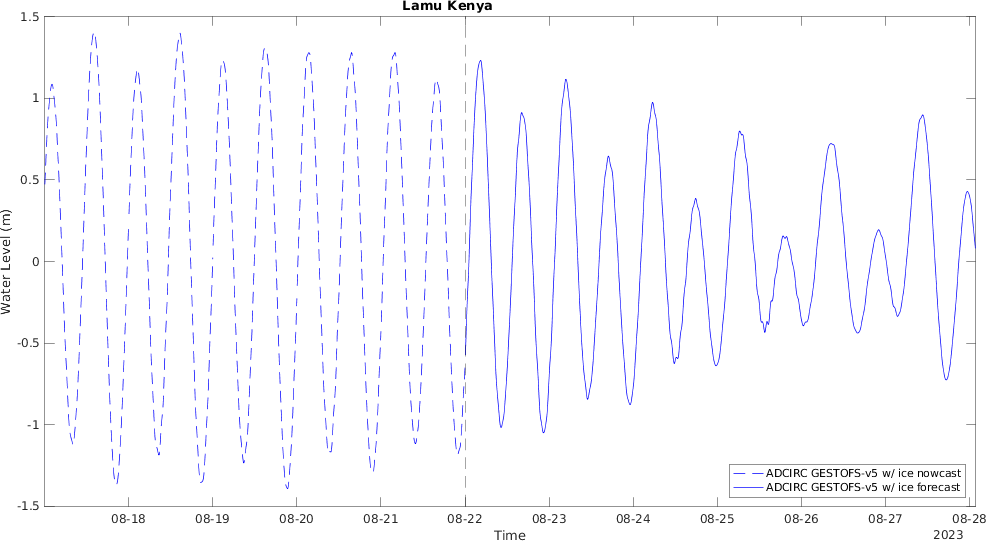 Lamu Kenya
Water Level (m)
1.5
1
0.5
0
-0.5
-1
-1.5
ADCIRC GESTOFS-v5 w/ ice nowcast
ADCIRC GESTOFS-v5 w/ ice forecast
08-18 08-19 08-20 08-21 08-22 08-23 08-24 08-25 08-26 08-27 08-28
Time
2023